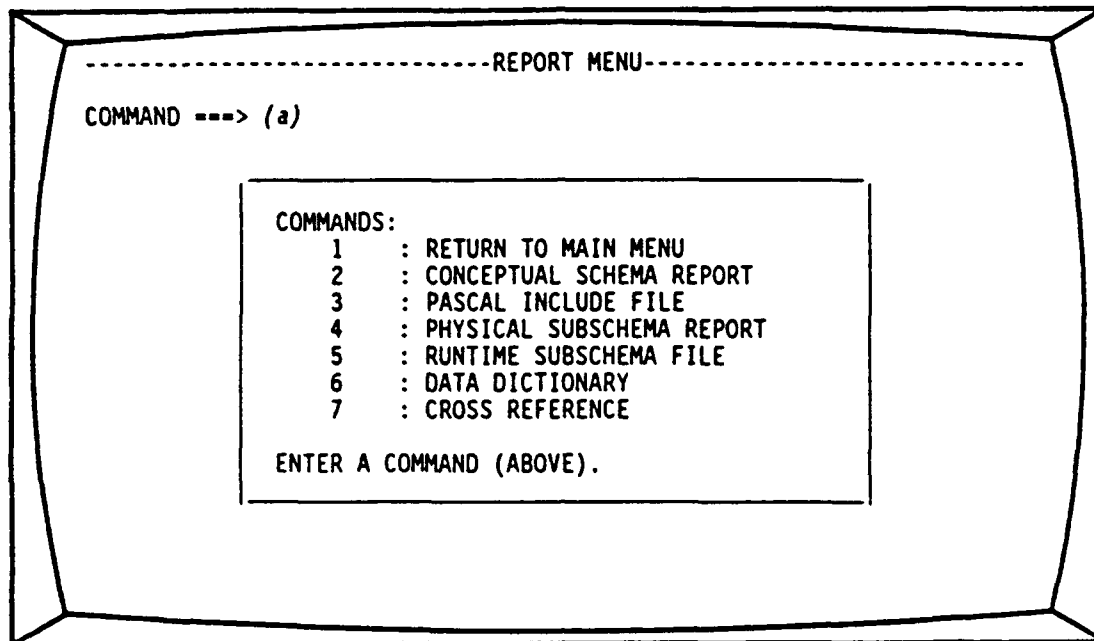 ------------------------------REPORT MENU----------------------------
COMMAND ===> (a)
COMMANDS:
1 : RETURN TO MAIN MENU
2 : CONCEPTUAL SCHEMA REPORT
3 : PASCAL INCLUDE FILE
4 : PHYSICAL SUBSCHEMA REPORT
5 : RUNTIME SUBSCHEMA FILE
6 : DATA DICTIONARY
7 : CROSS REFERENCE
ENTER A COMMAND (ABOVE).